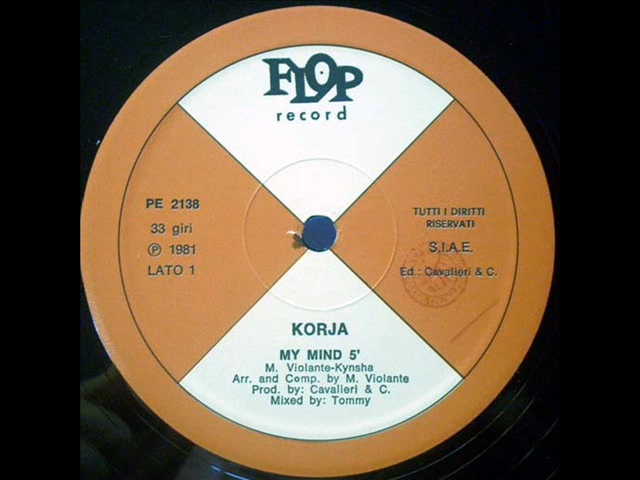 FLOP
record
PE 2138
33 giri
Ⓟ 1981
LATO 1
TUTTI I DIRITTI
RISERVATI
S.I.A.E.
Ed.: Cavalieri & C.
KORJA
MY MIND 5'
M. Violante-Kynsha
Arr. and Comp. by M. Violante
Prod. by: Cavalieri & C.
Mixed by: Tommy